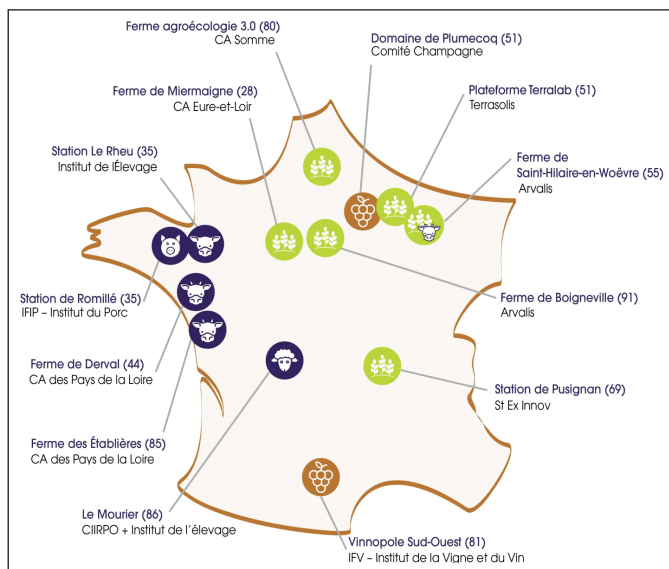 Ferme agroécologie 3.0 (80)
CA Somme
Domaine de Plumecoq (51)
Comité Champagne
Ferme de Miermaigne (28)
CA Eure-et-Loir
Plateforme Terralab (51)
Terrasolis
Station Le Rheu (35)
Institut de lÉlevage
Ferme de
Saint-Hilaire-en-Woëvre (55)
Arvalis
Station de Romillé (35)
IFIP – Institut du Porc
Ferme de Boigneville (91)
Arvalis
Ferme de Derval (44)
CA des Pays de la Loire
Station de Pusignan (69)
St Ex Innov
Ferme des Établières (85)
CA des Pays de la Loire
Le Mourier (86)
CIIRPO + Institut de l'élevage
Vinnopole Sud-Ouest (81)
IFV – Institut de la Vigne et du Vin